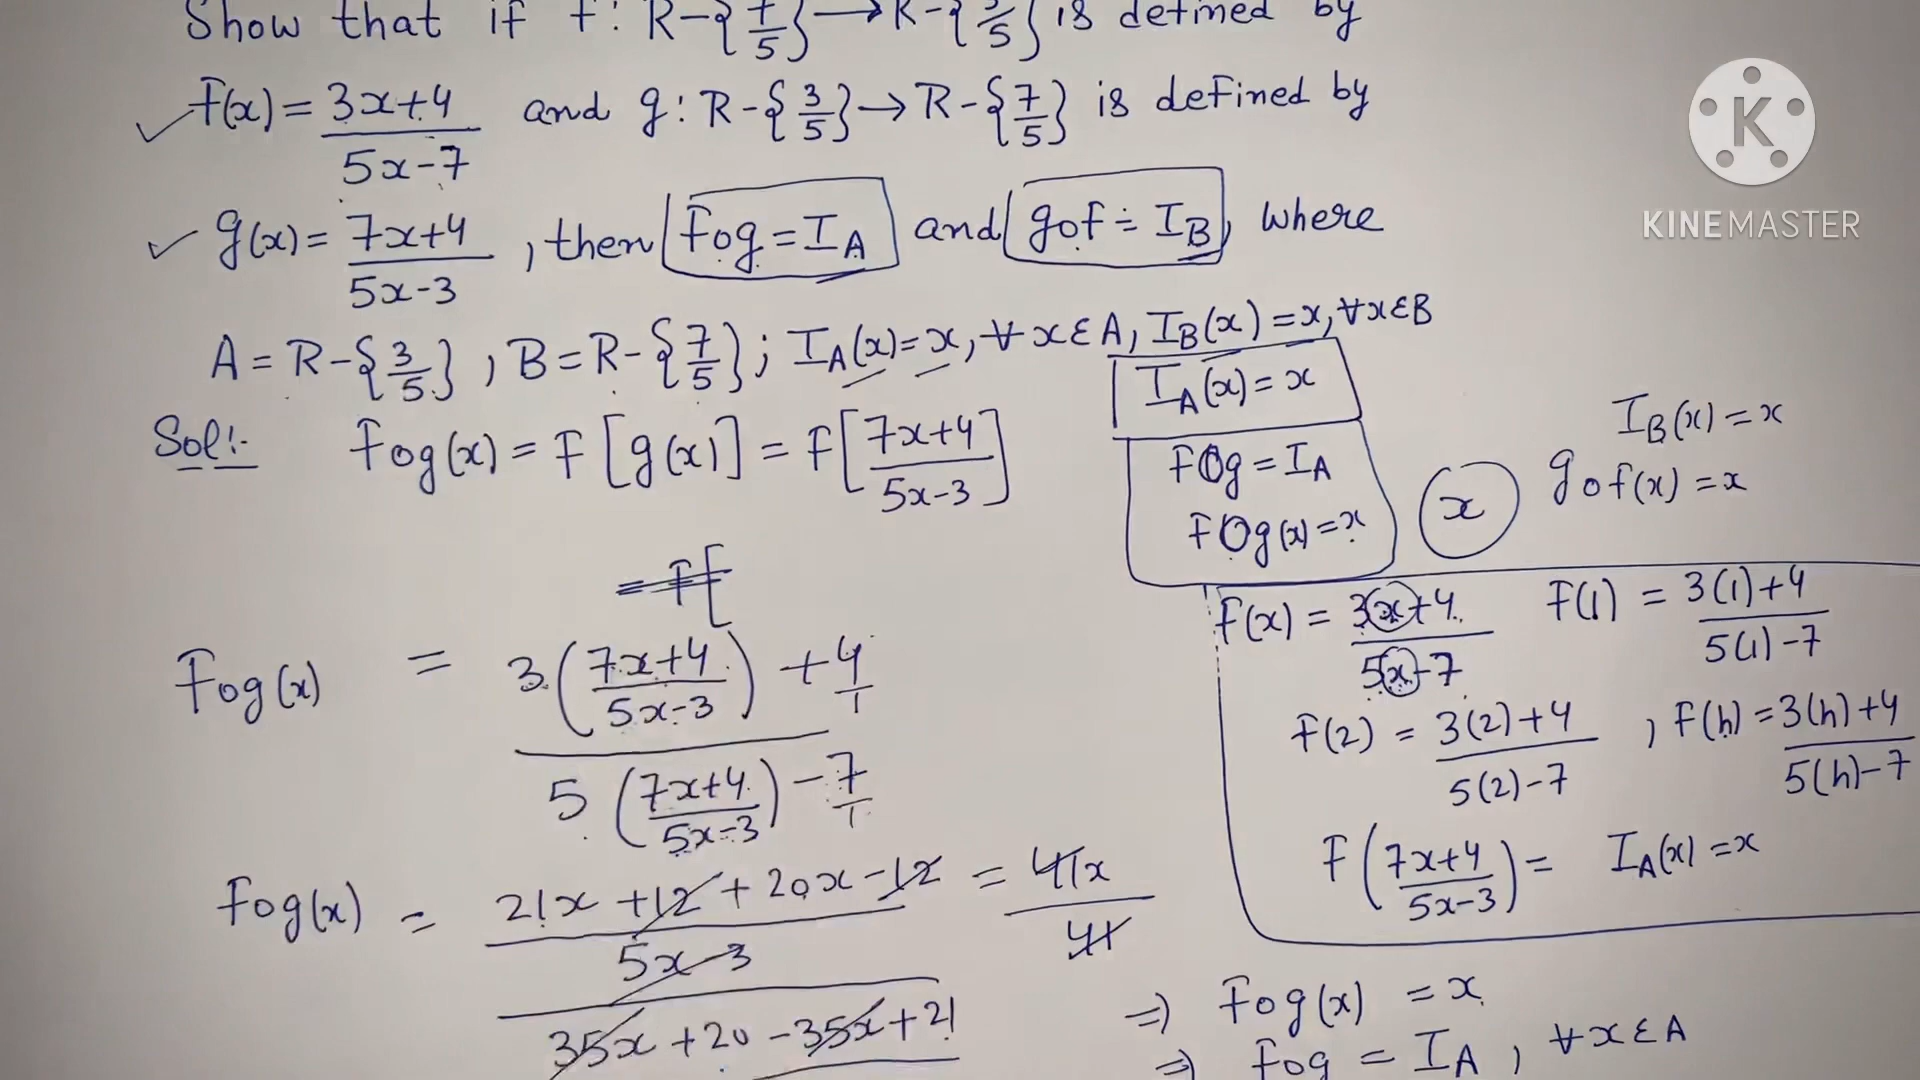 Show that if f : R-{7/5} → R-{3/5} is defined by
f(x) = 3x+4/5x-7 and g : R-{3/5} → R-{7/5} is defined by
g(x) = 7x+4/5x-3 , then fog = I_A and gof = I_B, where
A = R-{3/5} , B = R-{7/5} ; I_A(x) = x, ∀ x ∈ A, I_B(x) = x, ∀ x ∈ B
Sol:- fog(x) = f[g(x)] = f[7x+4/5x-3]
= f[
fog(x) = 3(7x+4/5x-3) + 4/1 / 5(7x+4/5x-3) - 7/1
fog(x) = 21x+12+20x-12/5x-3 / 35x+20-35x+21 = 41x/41
I_A(x) = x
fog = I_A
fog(x) = x
x
I_B(x) = x
gof(x) = x
f(x) = 3x+4/5x-7 f(1) = 3(1)+4/5(1)-7
f(2) = 3(2)+4/5(2)-7 , f(h) = 3(h)+4/5(h)-7
f(7x+4/5x-3) = I_A(x) = x
⇒ fog(x) = x
⇒ fog = I_A , ∀ x ∈ A
K
KINEMASTER